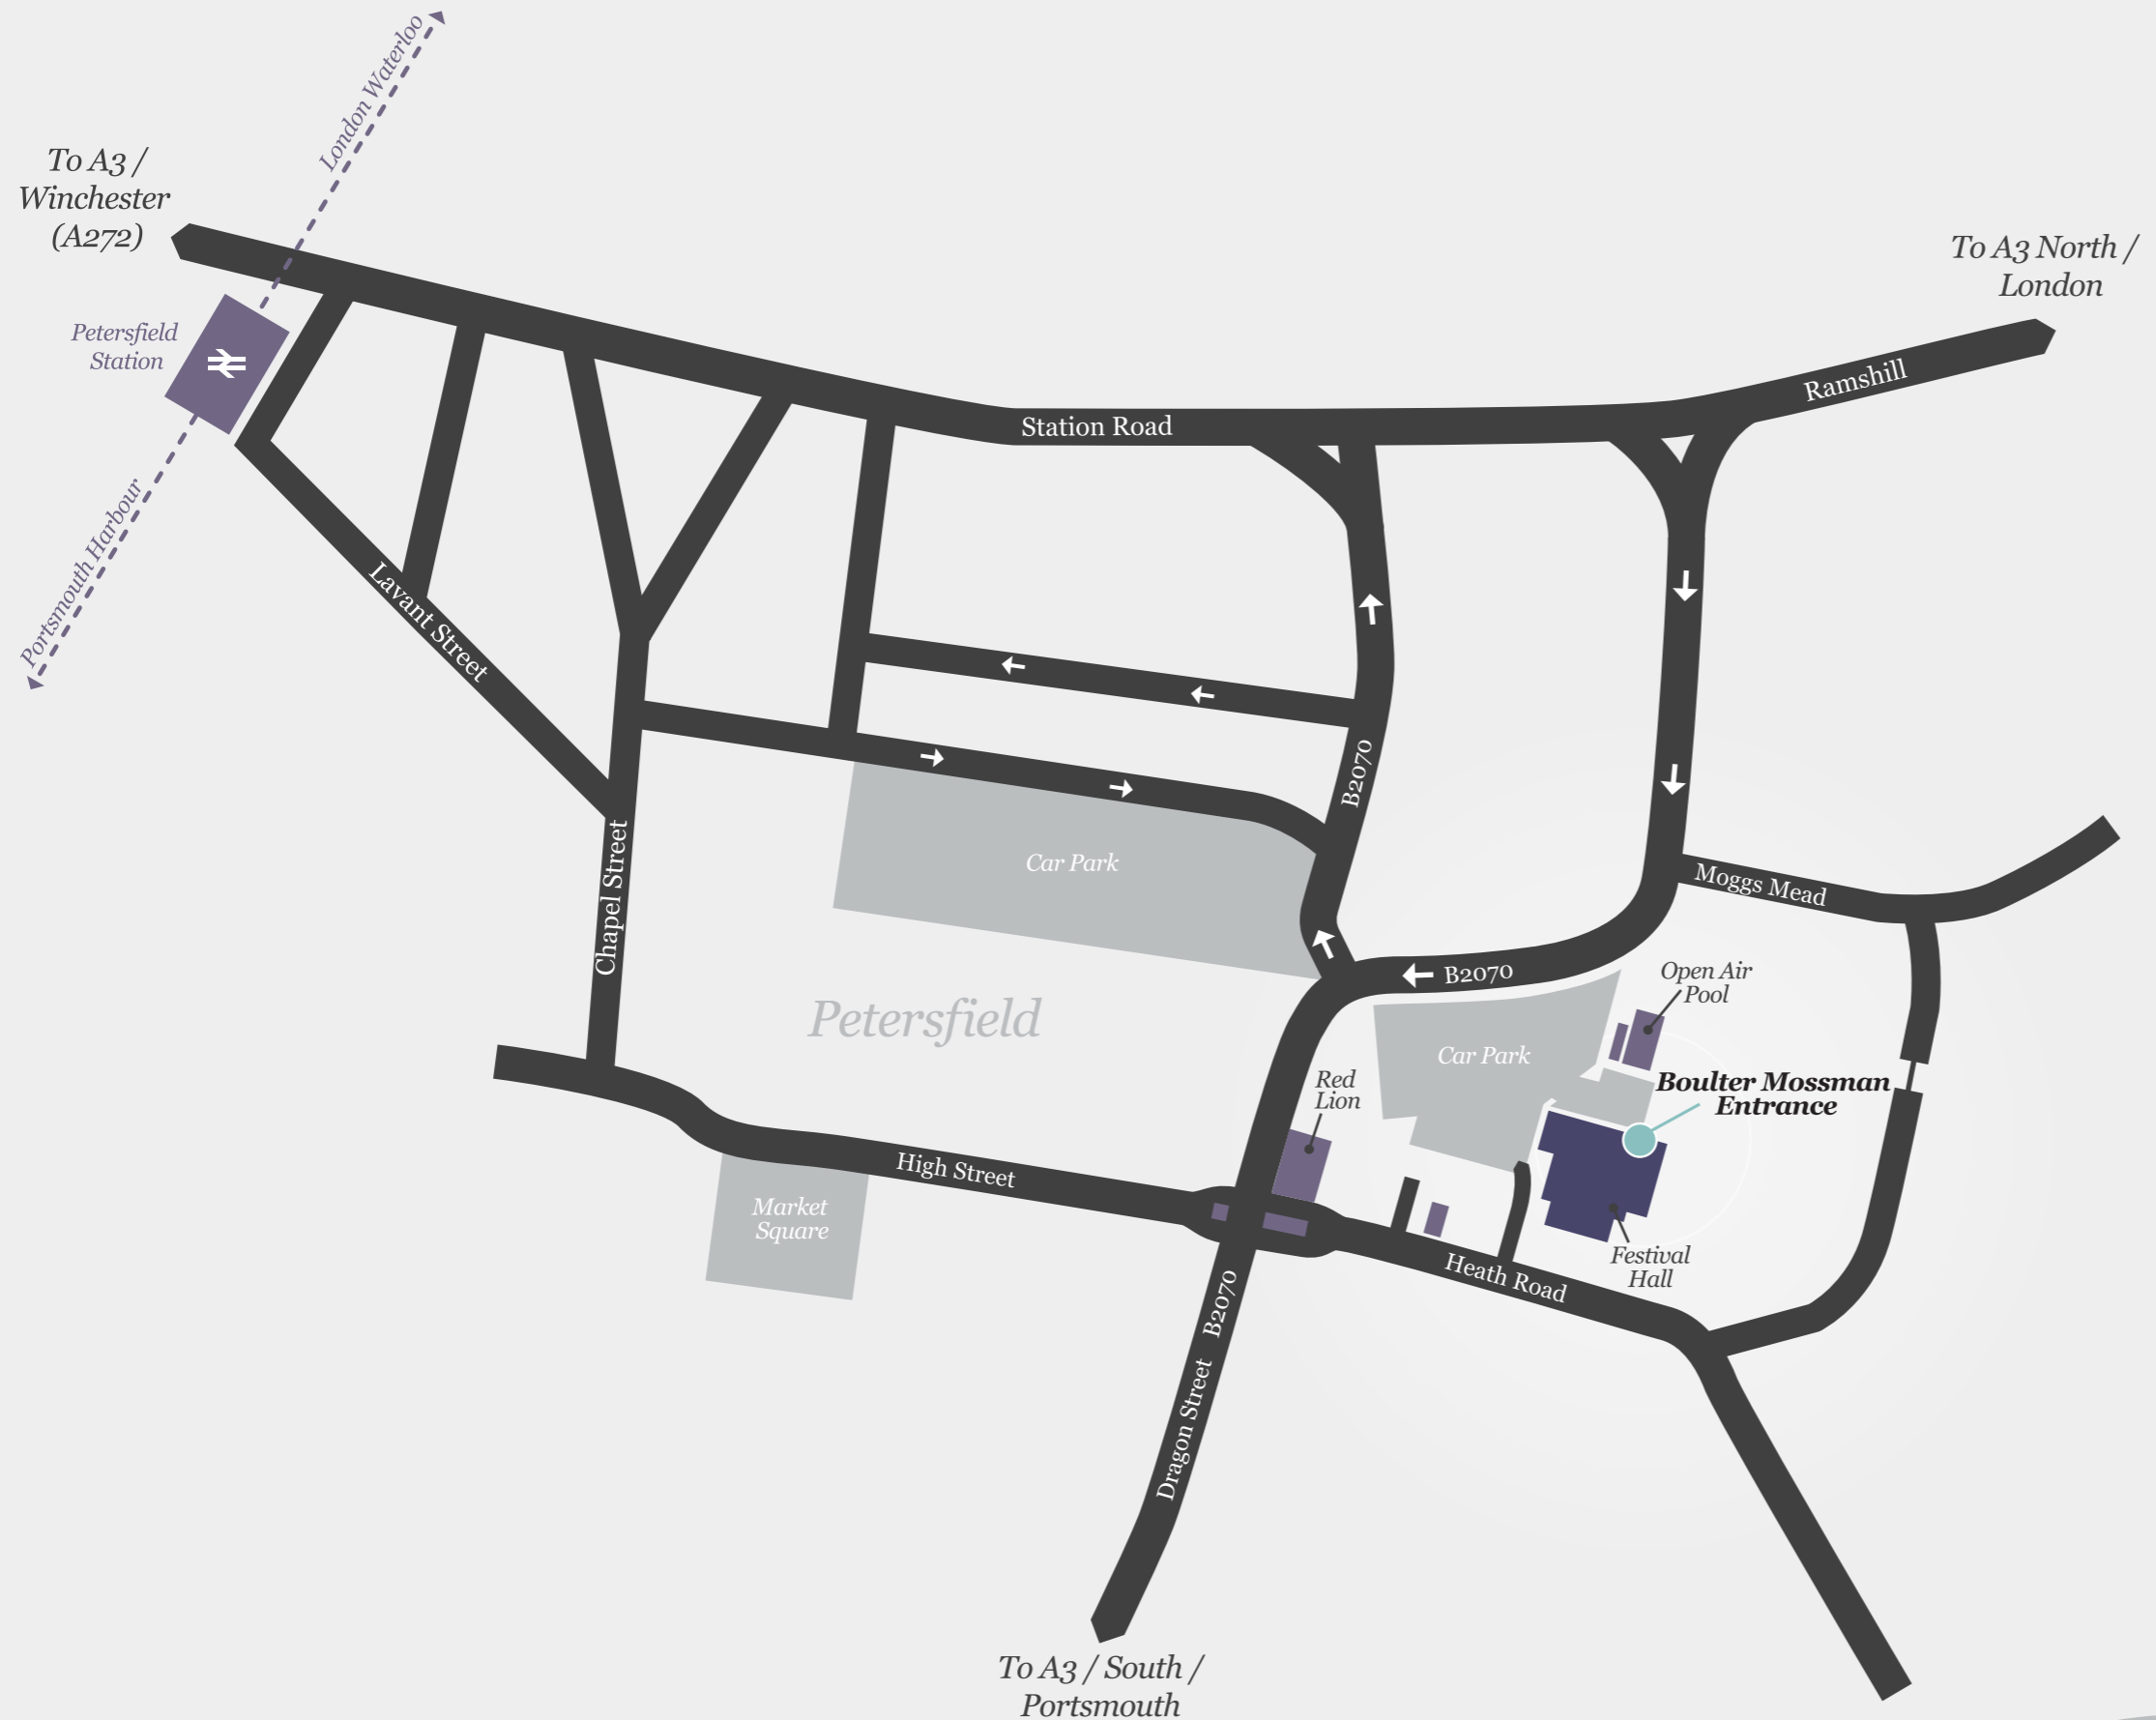 London Waterloo
To A3 /
Winchester
(A272)
To A3 North /
London
Petersfield
Station
Ramshill
Station Road
Portsmouth Harbour
Lavant Street
B2070
Chapel Street
Car Park
Moggs Mead
B2070
Open Air
Pool
Petersfield
Car Park
Red
Lion
Boulter Mossman
Entrance
High Street
Market
Square
Festival
Hall
Heath Road
B2070
Dragon Street
To A3 / South /
Portsmouth